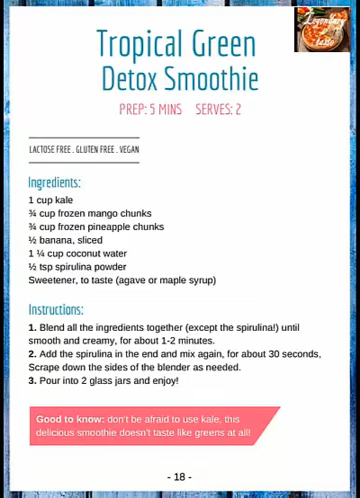 Legendary
taste
Tropical Green
Detox Smoothie
PREP: 5 MINS SERVES: 2
LACTOSE FREE . GLUTEN FREE . VEGAN
Ingredients:
1 cup kale
¾ cup frozen mango chunks
¾ cup frozen pineapple chunks
½ banana, sliced
1 ¼ cup coconut water
½ tsp spirulina powder
Sweetener, to taste (agave or maple syrup)
Instructions:
1. Blend all the ingredients together (except the spirulina!) until
smooth and creamy, for about 1-2 minutes.
2. Add the spirulina in the end and mix again, for about 30 seconds,
Scrape down the sides of the blender as needed.
3. Pour into 2 glass jars and enjoy!
Good to know: don't be afraid to use kale, this
delicious smoothie doesn't taste like greens at all!
- 18 -